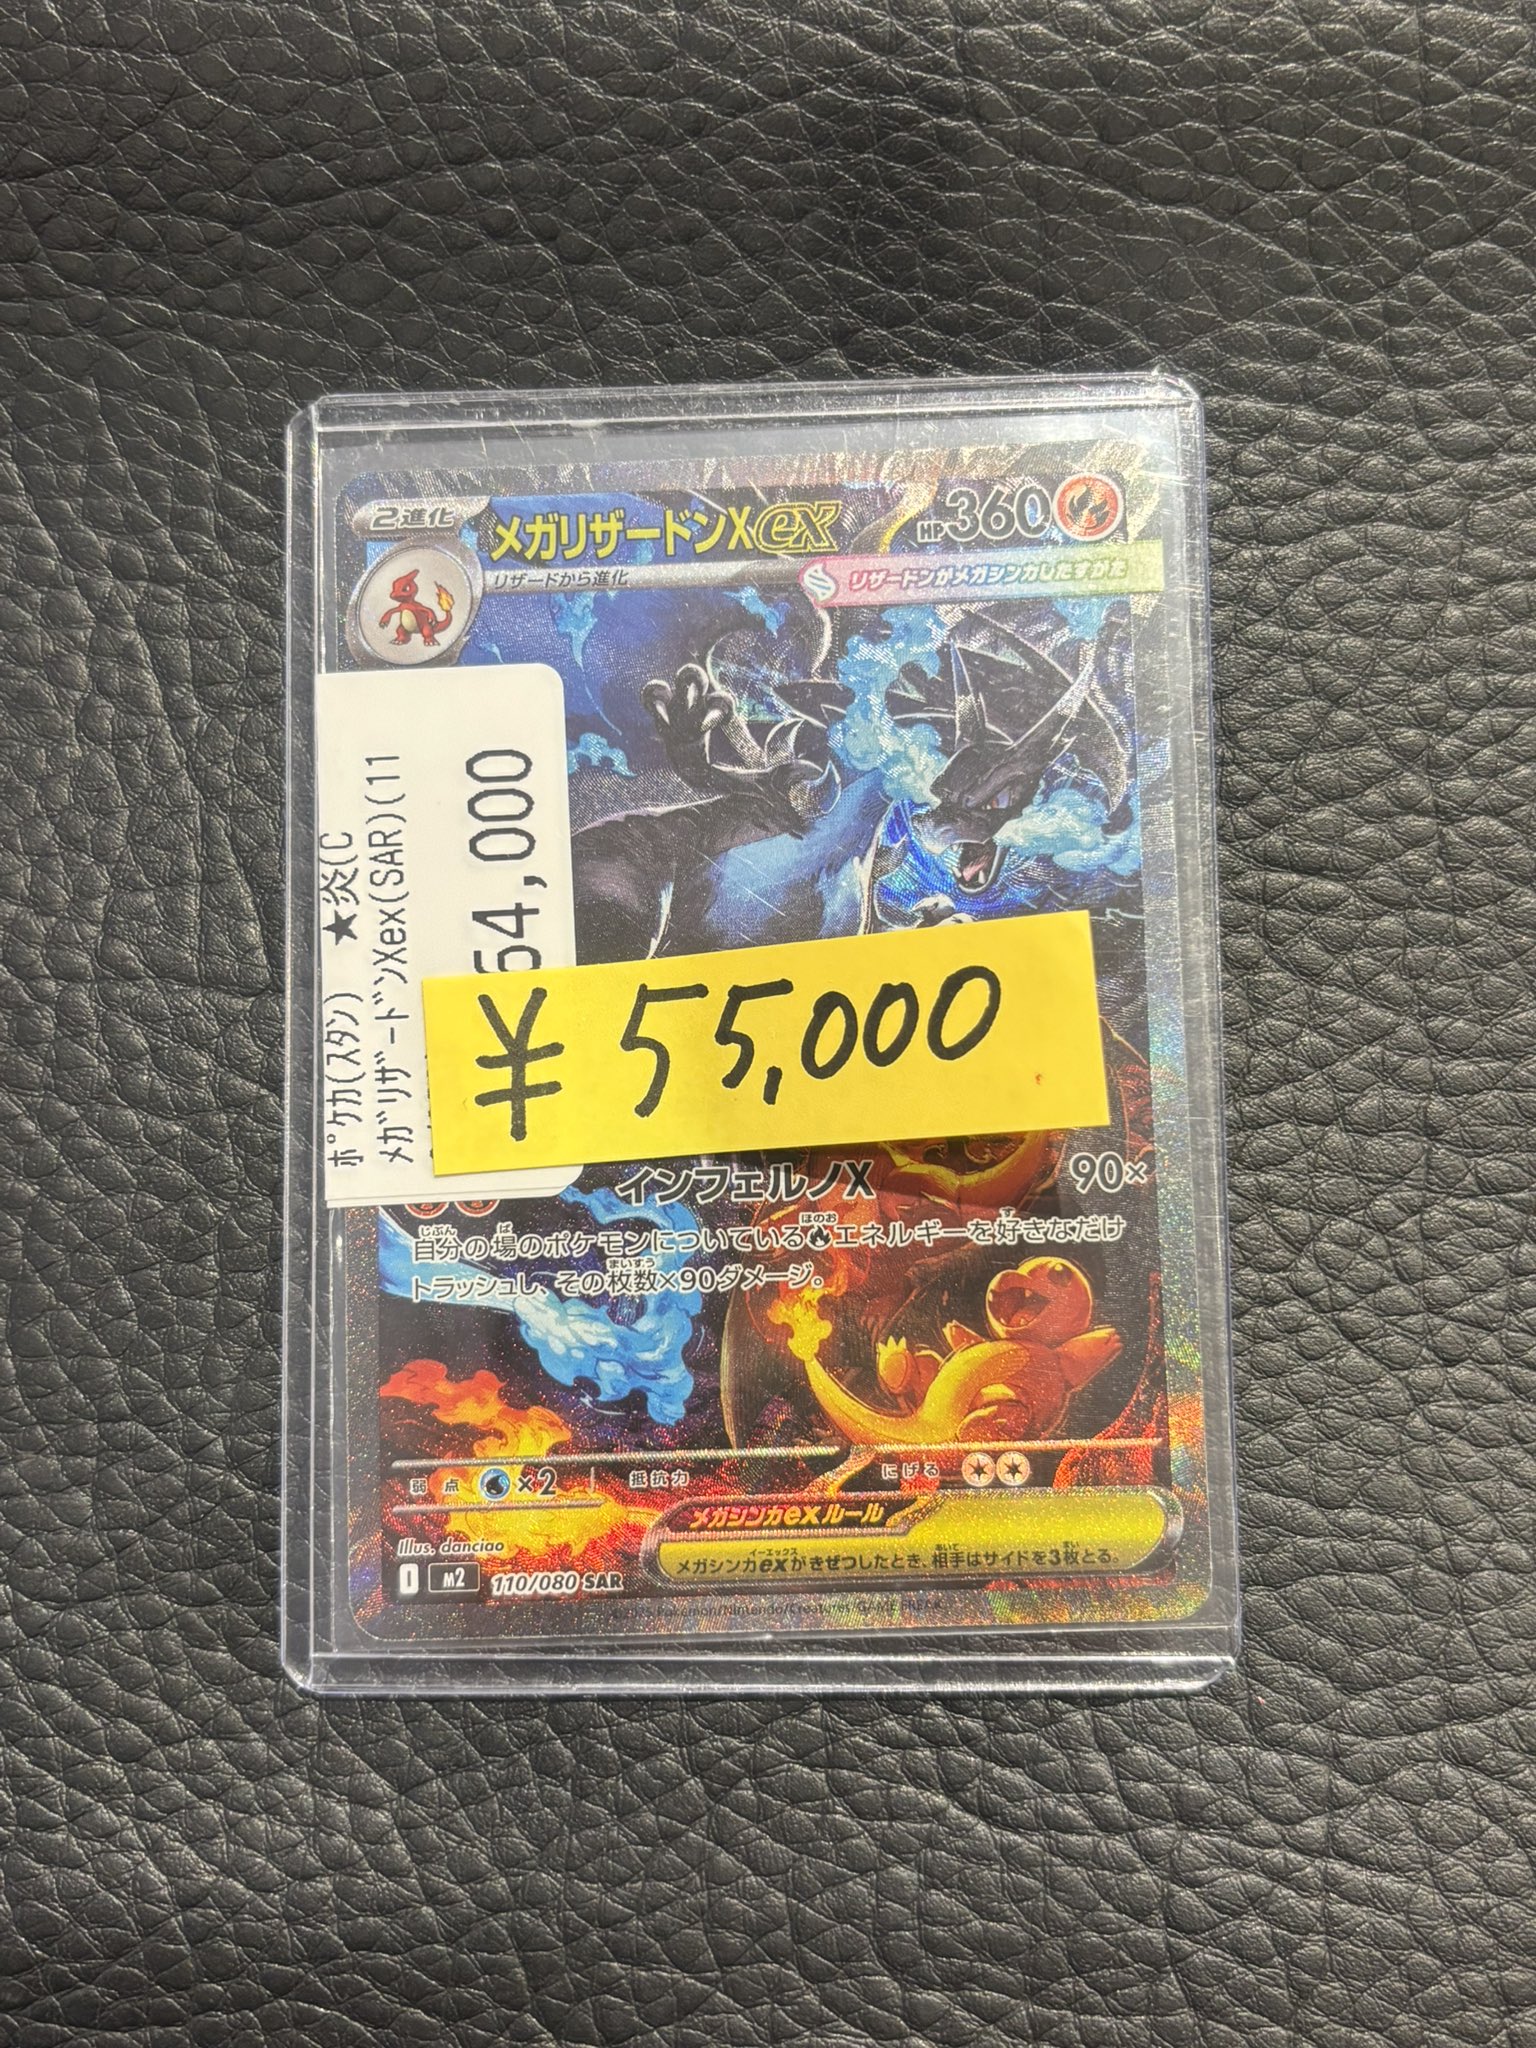 2進化
メガリザードンXex
HP360
リザードから進化
リザードンがメガシンカしたすがた
ﾎﾟｹｶ(ｽﾀﾝ) ★炎(C
ﾒｶﾞﾘｻﾞｰﾄﾞﾝXex(SAR)(11
64,000
¥55,000
インフェルノX
90×
自分の場のポケモンについているエネルギーを好きなだけ
トラッシュし、その枚数×90ダメージ。
弱点 ×2 抵抗力 にげる
メガシンカexルール
メガシンカexがきぜつしたとき、相手はサイドを3枚とる。
Illus. danciao
I M2 110/080 SAR
©2025 Pokémon/Nintendo/Creatures/GAME FREAK.